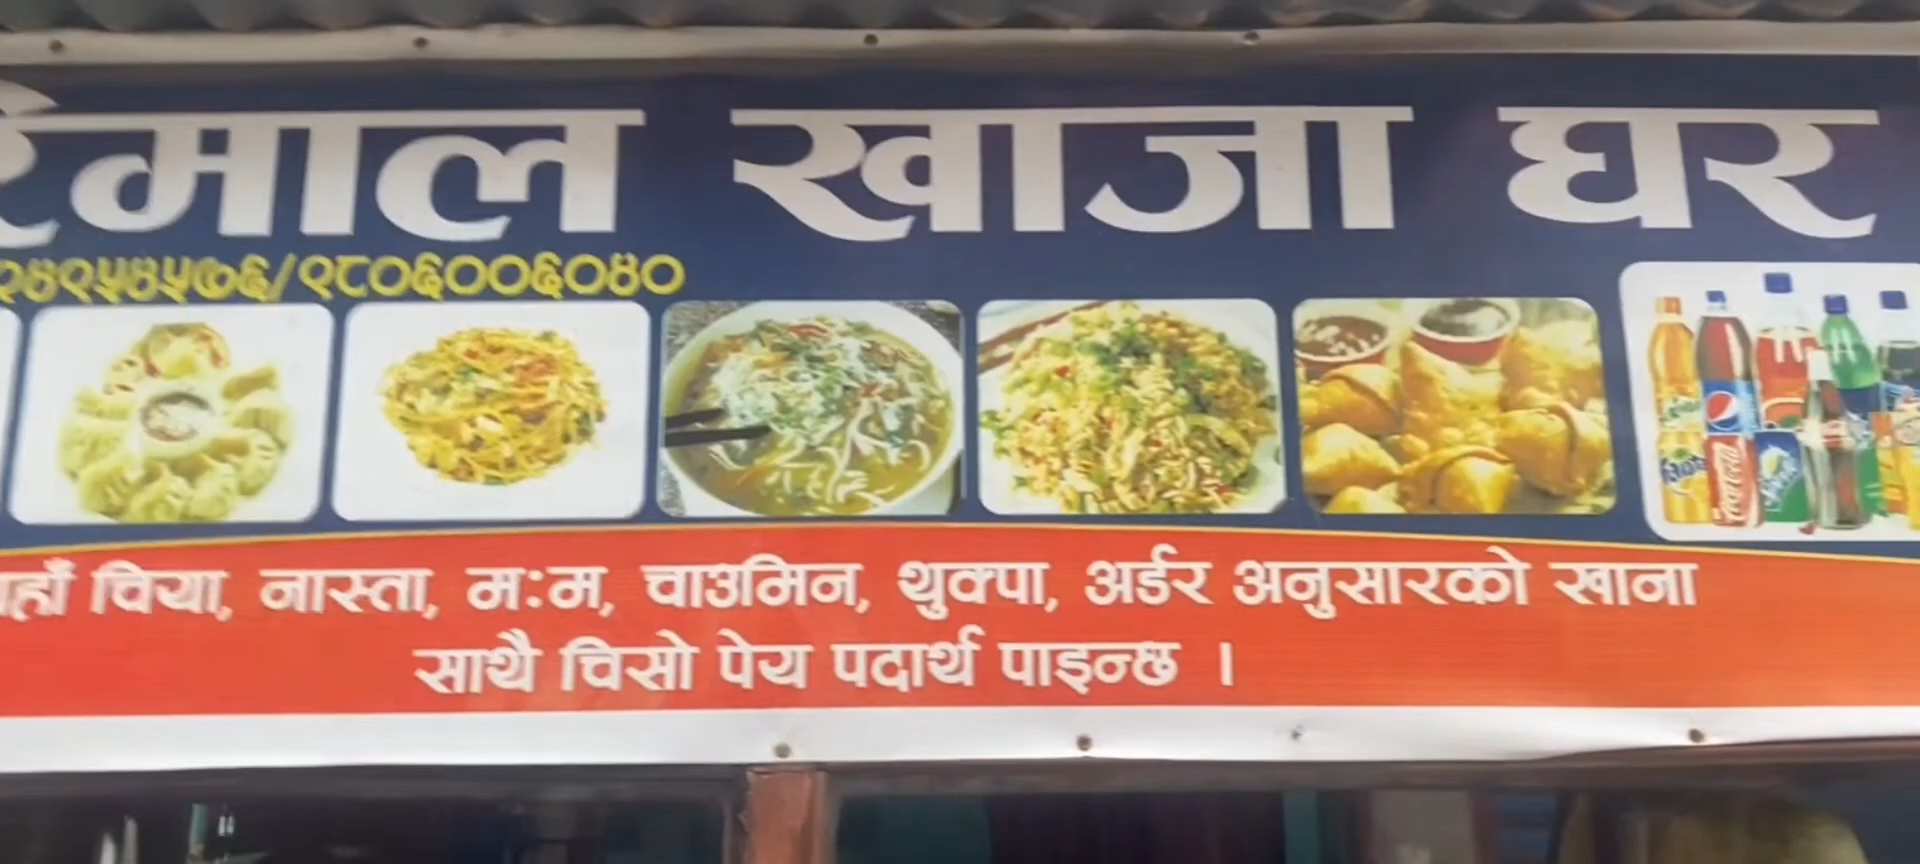 खाजा घर
/९८०६००६०४०
चिया, नास्ता, म:म, चाउमिन, थुक्पा, अर्डर अनुसारको खाना
साथै चिसो पेय पदार्थ पाइन्छ ।